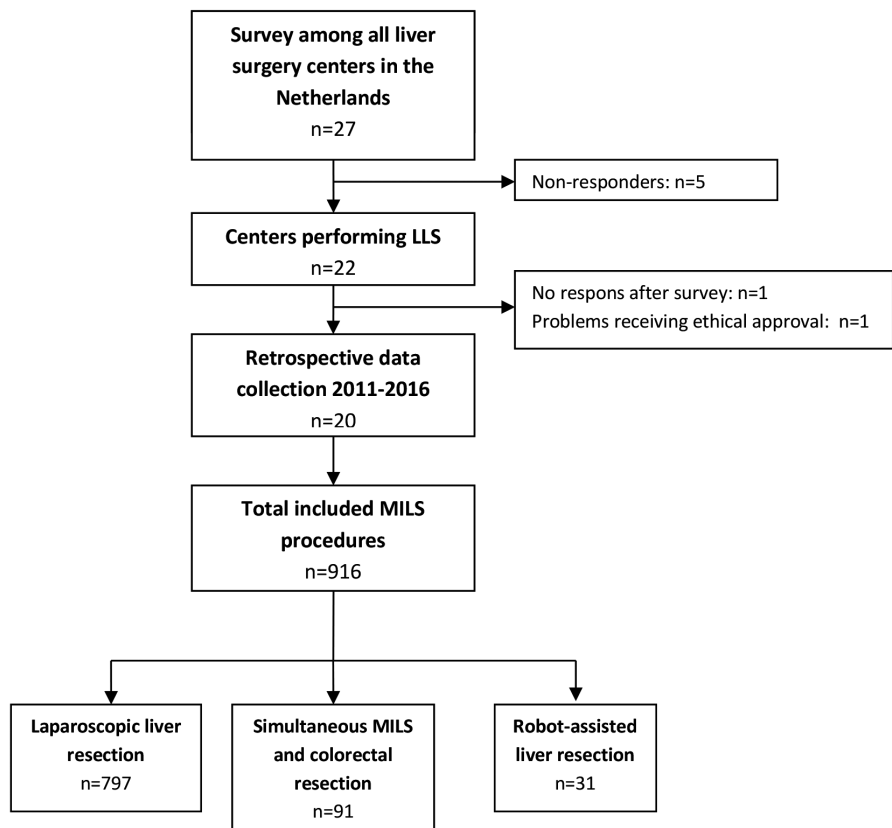 Survey among all liver
surgery centers in the
Netherlands
n=27
Non-responders: n=5
Centers performing LLS
n=22
No respons after survey: n=1
Problems receiving ethical approval:  n=1
Retrospective data
collection 2011-2016
n=20
Total included MILS
procedures
n=916
Laparoscopic liver
resection
n=797
Simultaneous MILS
and colorectal
resection
n=91
Robot-assisted
liver resection
n=31